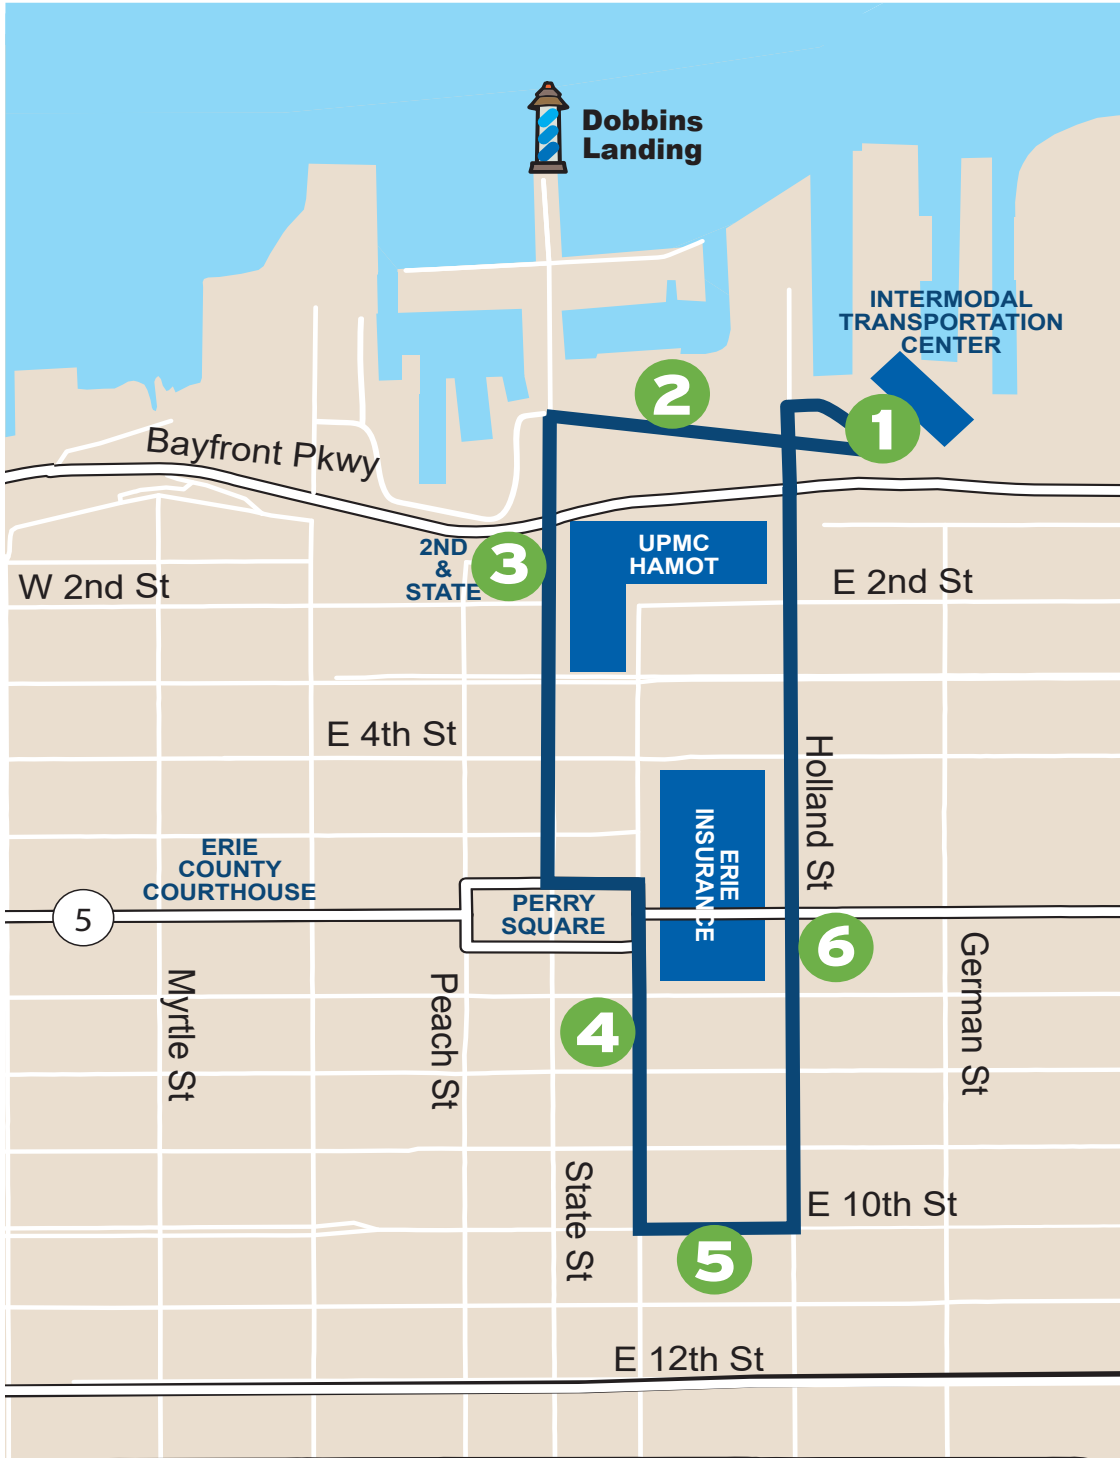 Dobbins
Landing
INTERMODAL
TRANSPORTATION
CENTER
2
1
Bayfront Pkwy
2ND
&
STATE
3
UPMC
HAMOT
W 2nd St
E 2nd St
E 4th St
Holland St
ERIE
INSURANCE
ERIE
COUNTY
COURTHOUSE
5
PERRY
SQUARE
6
Myrtle St
Peach St
4
German St
State St
E 10th St
5
E 12th St